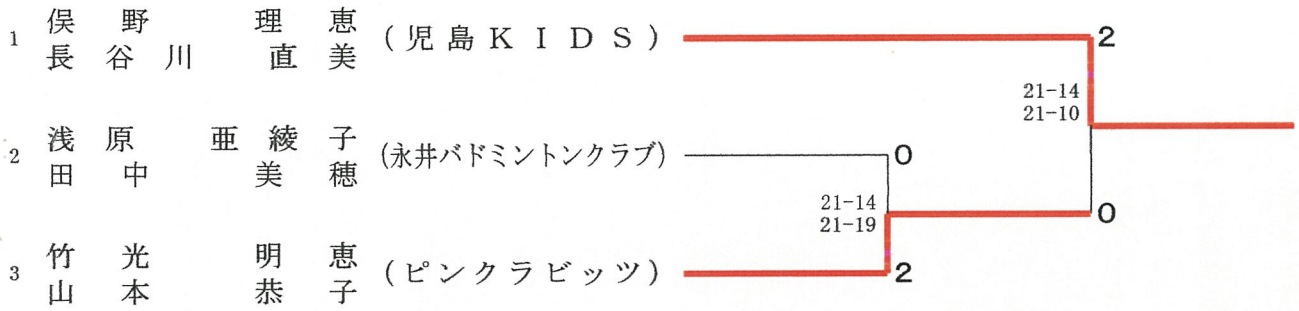 1 俣野 理恵 (児島KIDS) 2
長谷川 直美
21-14
21-10
2 浅原 亜綾子 (永井バドミントンクラブ) 0
田中 美穂
21-14
21-19
0
3 竹光 明恵 (ピンクラビッツ) 2
山本 恭子